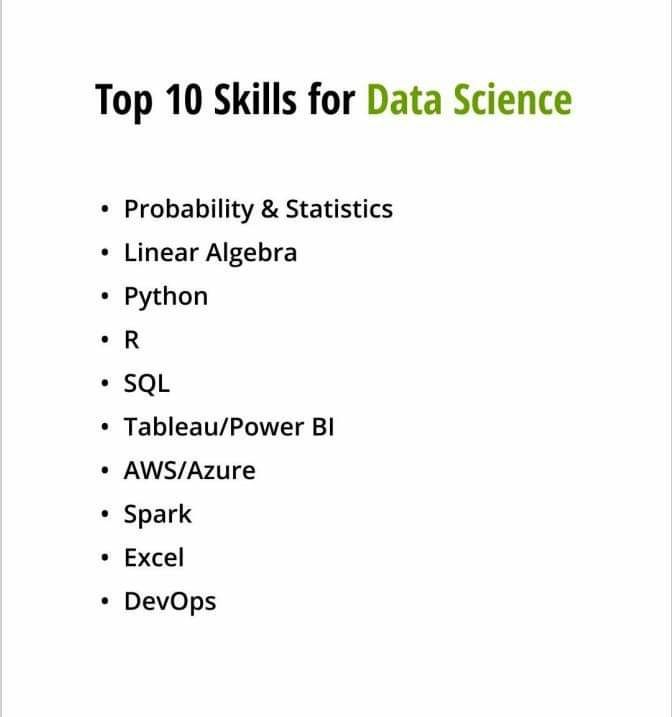 Top 10 Skills for Data Science
• Probability & Statistics
• Linear Algebra
• Python
• R
• SQL
• Tableau/Power BI
• AWS/Azure
• Spark
• Excel
• DevOps